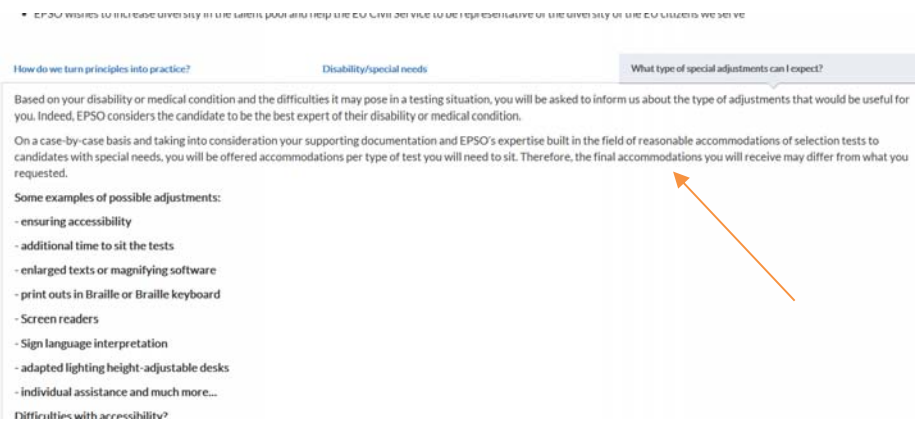 • EPSO wishes to increase diversity in the talent pool and help the EU Civil Service to be representative of the diversity of the EU citizens we serve
How do we turn principles into practice? Disability/special needs What type of special adjustments can I expect?
Based on your disability or medical condition and the difficulties it may pose in a testing situation, you will be asked to inform us about the type of adjustments that would be useful for
you. Indeed, EPSO considers the candidate to be the best expert of their disability or medical condition.
On a case-by-case basis and taking into consideration your supporting documentation and EPSO's expertise built in the field of reasonable accommodations of selection tests to
candidates with special needs, you will be offered accommodations per type of test you will need to sit. Therefore, the final accommodations you will receive may differ from what you
requested.
Some examples of possible adjustments:
- ensuring accessibility
- additional time to sit the tests
- enlarged texts or magnifying software
- print outs in Braille or Braille keyboard
- Screen readers
- Sign language interpretation
- adapted lighting height-adjustable desks
- individual assistance and much more...
Difficulties with accessibility?